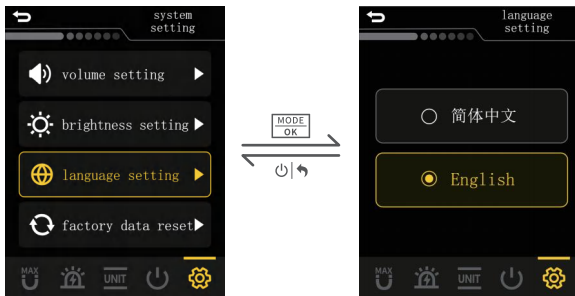 system
setting
volume setting
brightness setting
language setting
factory data reset
MAX
UNIT
MODE
OK
language
setting
简体中文
English
MAX
UNIT